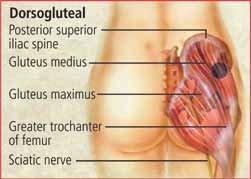 Dorsogluteal
Posterior superior
iliac spine
Gluteus medius
Gluteus maximus
Greater trochanter
of femur
Sciatic nerve